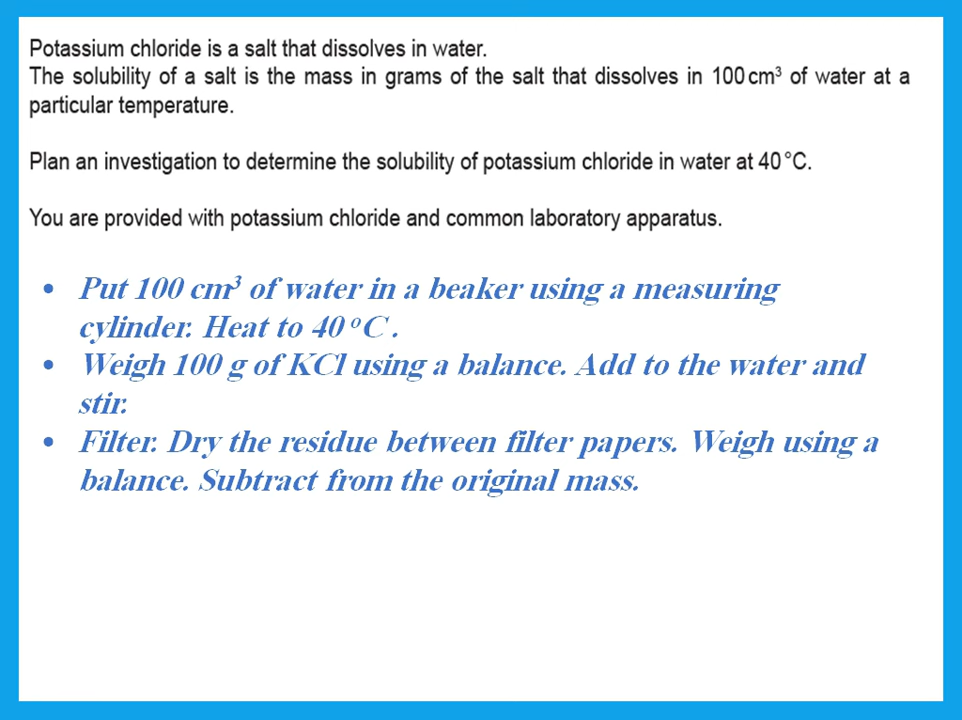 Potassium chloride is a salt that dissolves in water.
The solubility of a salt is the mass in grams of the salt that dissolves in 100 cm³ of water at a
particular temperature.
Plan an investigation to determine the solubility of potassium chloride in water at 40 °C.
You are provided with potassium chloride and common laboratory apparatus.
• Put 100 cm³ of water in a beaker using a measuring
cylinder. Heat to 40 ᵒC .
• Weigh 100 g of KCl using a balance. Add to the water and
stir.
• Filter. Dry the residue between filter papers. Weigh using a
balance. Subtract from the original mass.